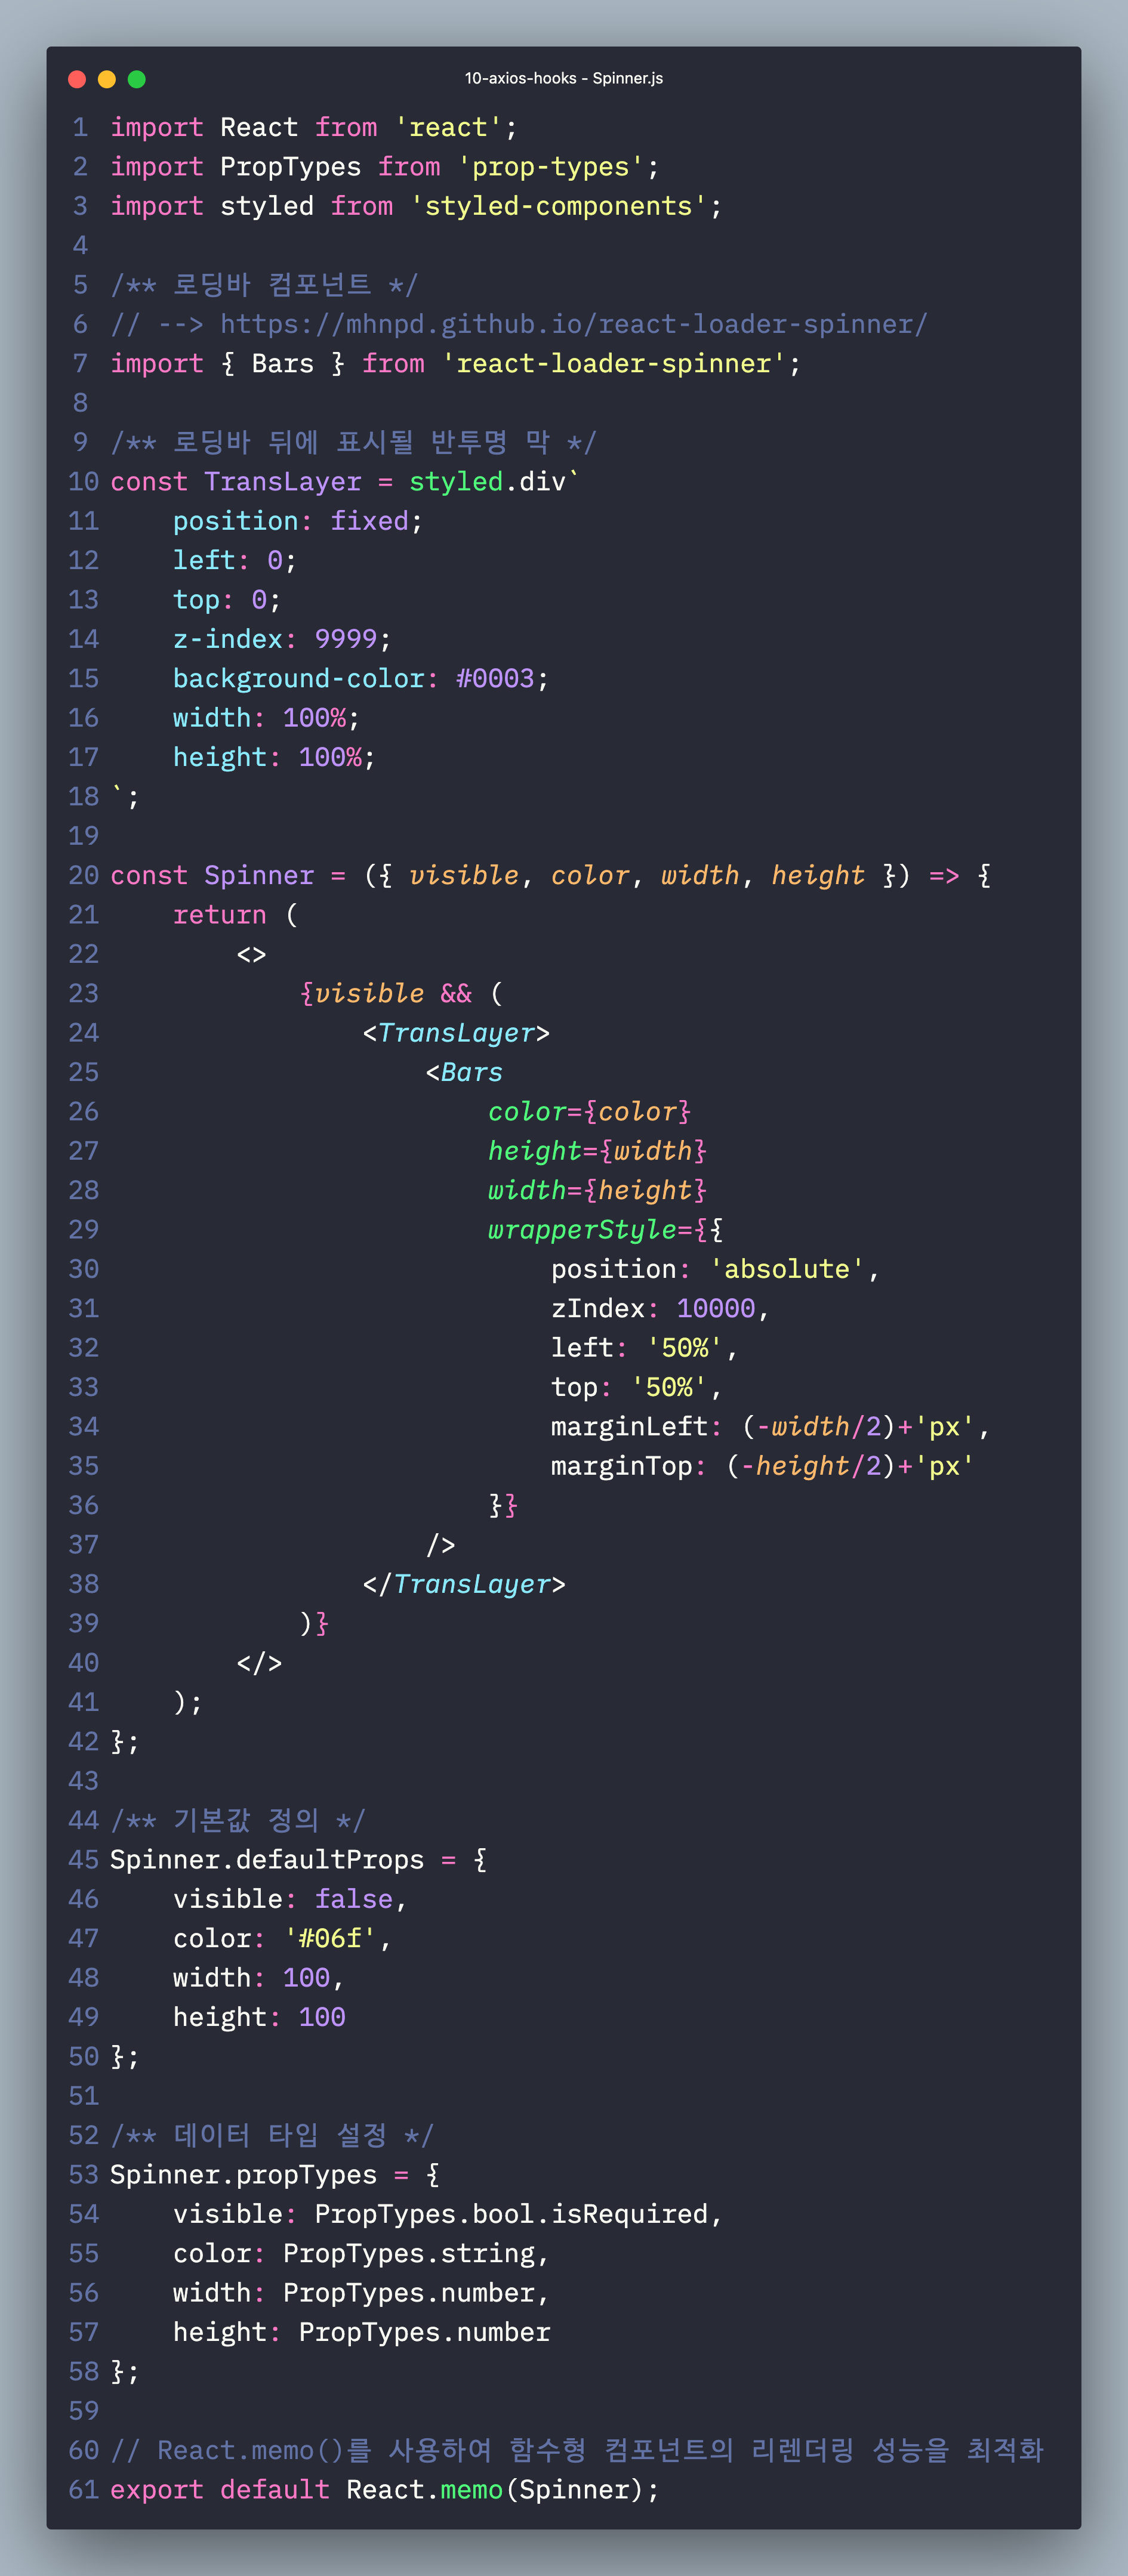 10-axios-hooks - Spinner.js
1 import React from 'react';
2 import PropTypes from 'prop-types';
3 import styled from 'styled-components';
4
5 /** 로딩바 컴포넌트 */
6 // --> https://mhnpd.github.io/react-loader-spinner/
7 import { Bars } from 'react-loader-spinner';
8
9 /** 로딩바 뒤에 표시될 반투명 막 */
10 const TransLayer = styled.div`
11     position: fixed;
12     left: 0;
13     top: 0;
14     z-index: 9999;
15     background-color: #0003;
16     width: 100%;
17     height: 100%;
18 `;
19
20 const Spinner = ({ visible, color, width, height }) => {
21     return (
22         <>
23             {visible && (
24                 <TransLayer>
25                     <Bars
26                         color={color}
27                         height={width}
28                         width={height}
29                         wrapperStyle={{
30                             position: 'absolute',
31                             zIndex: 10000,
32                             left: '50%',
33                             top: '50%',
34                             marginLeft: (-width/2)+'px',
35                             marginTop: (-height/2)+'px'
36                         }}
37                     />
38                 </TransLayer>
39             )}
40         </>
41     );
42 };
43
44 /** 기본값 정의 */
45 Spinner.defaultProps = {
46     visible: false,
47     color: '#06f',
48     width: 100,
49     height: 100
50 };
51
52 /** 데이터 타입 설정 */
53 Spinner.propTypes = {
54     visible: PropTypes.bool.isRequired,
55     color: PropTypes.string,
56     width: PropTypes.number,
57     height: PropTypes.number
58 };
59
60 // React.memo()를 사용하여 함수형 컴포넌트의 리렌더링 성능을 최적화
61 export default React.memo(Spinner);